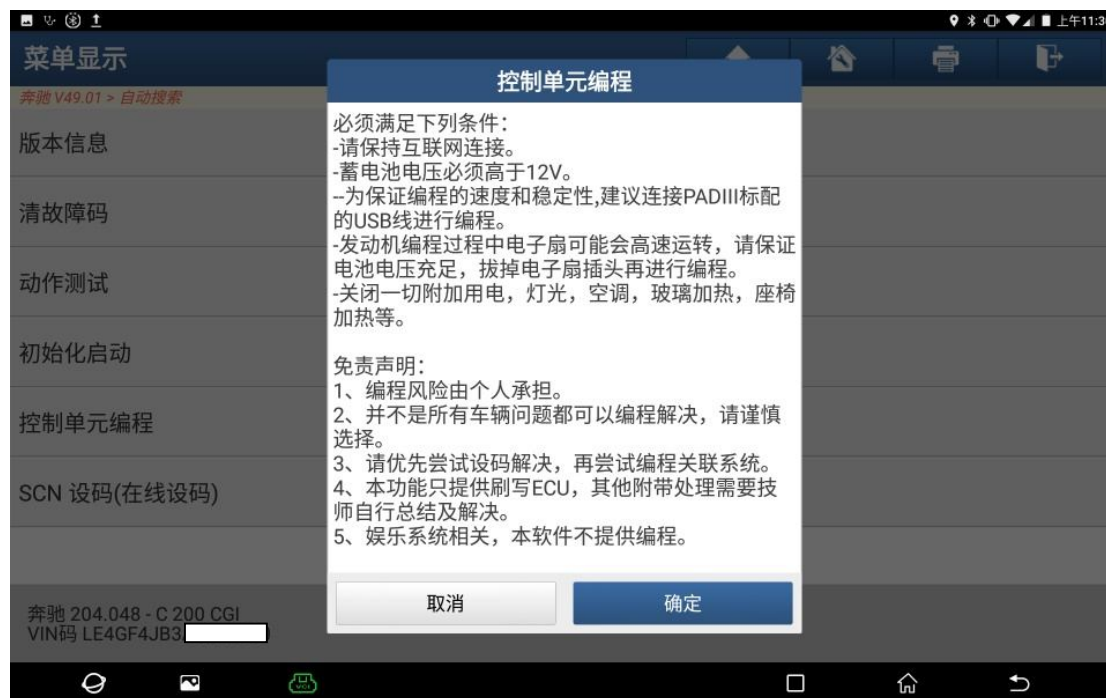 上午11:3
菜单显示
奔驰 V49.01 > 自动搜索
版本信息
清故障码
动作测试
初始化启动
控制单元编程
SCN 设码(在线设码)
奔驰 204.048 - C 200 CGI
VIN码 LE4GF4JB3
控制单元编程
必须满足下列条件：
-请保持互联网连接。
-蓄电池电压必须高于12V。
--为保证编程的速度和稳定性,建议连接PADIII标配
的USB线进行编程。
-发动机编程过程中电子扇可能会高速运转，请保证
电池电压充足，拔掉电子扇插头再进行编程。
-关闭一切附加用电，灯光，空调，玻璃加热，座椅
加热等。
免责声明：
1、编程风险由个人承担。
2、并不是所有车辆问题都可以编程解决，请谨慎
选择。
3、请优先尝试设码解决，再尝试编程关联系统。
4、本功能只提供刷写ECU，其他附带处理需要技
师自行总结及解决。
5、娱乐系统相关，本软件不提供编程。
取消
确定
VCI